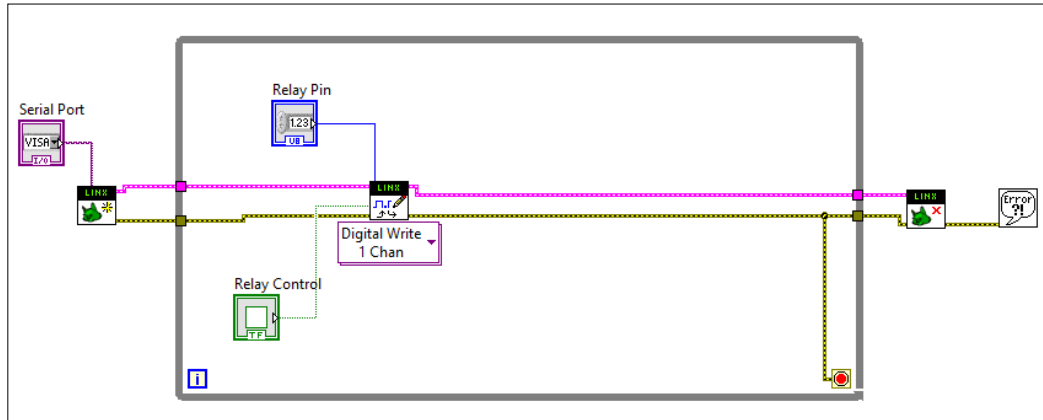 Relay Pin
1.23
U8
Serial Port
VISA
I/O
LINX
LINX
LINX
Error
?!
Digital Write
1 Chan
Relay Control
TF
i